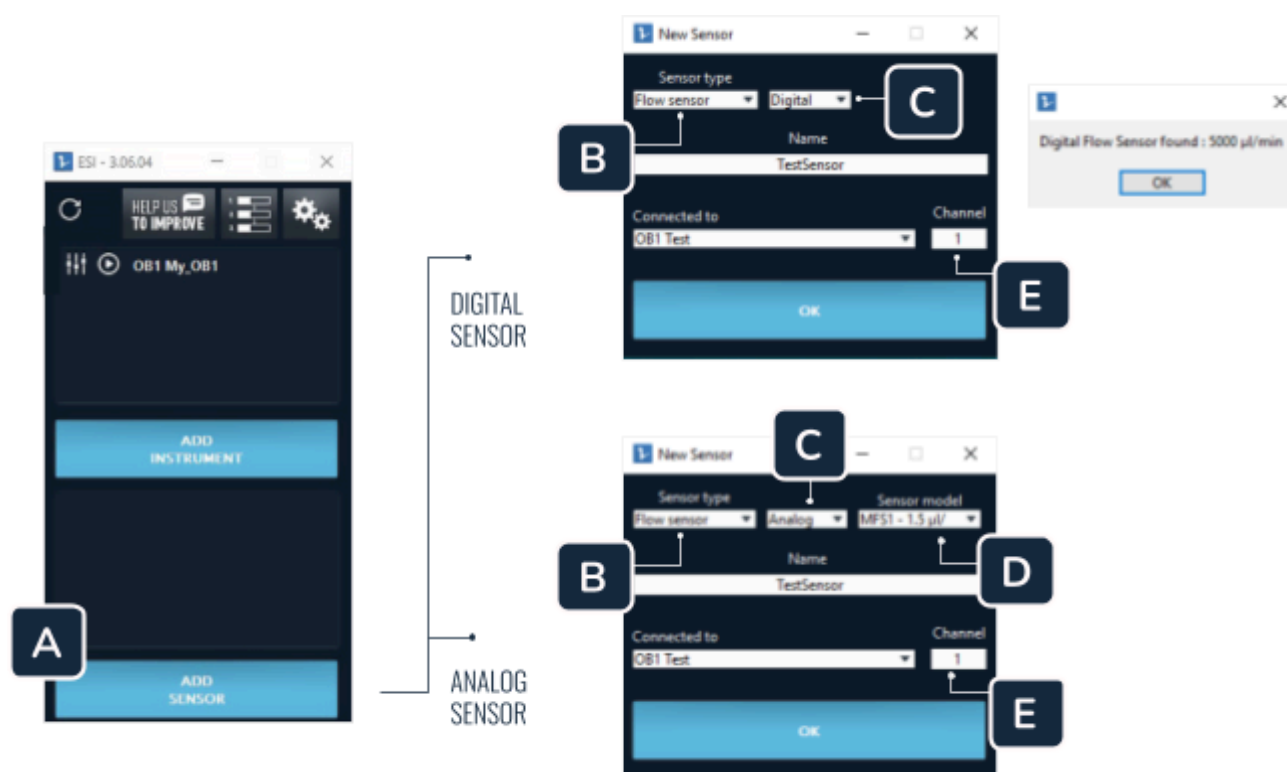 ESI - 3.06.04
HELP US
TO IMPROVE
OB1 My_OB1
ADD
INSTRUMENT
A
ADD
SENSOR
DIGITAL
SENSOR
New Sensor
Sensor type
Flow sensor
Digital
C
B
Name
TestSensor
Connected to
Channel
OB1 Test
1
E
OK
Digital Flow Sensor found : 5000 µl/min
OK
ANALOG
SENSOR
New Sensor
C
Sensor type
Sensor model
Flow sensor
Analog
MFS1 - 1.5 µl/
B
D
Name
TestSensor
Connected to
Channel
OB1 Test
1
E
OK